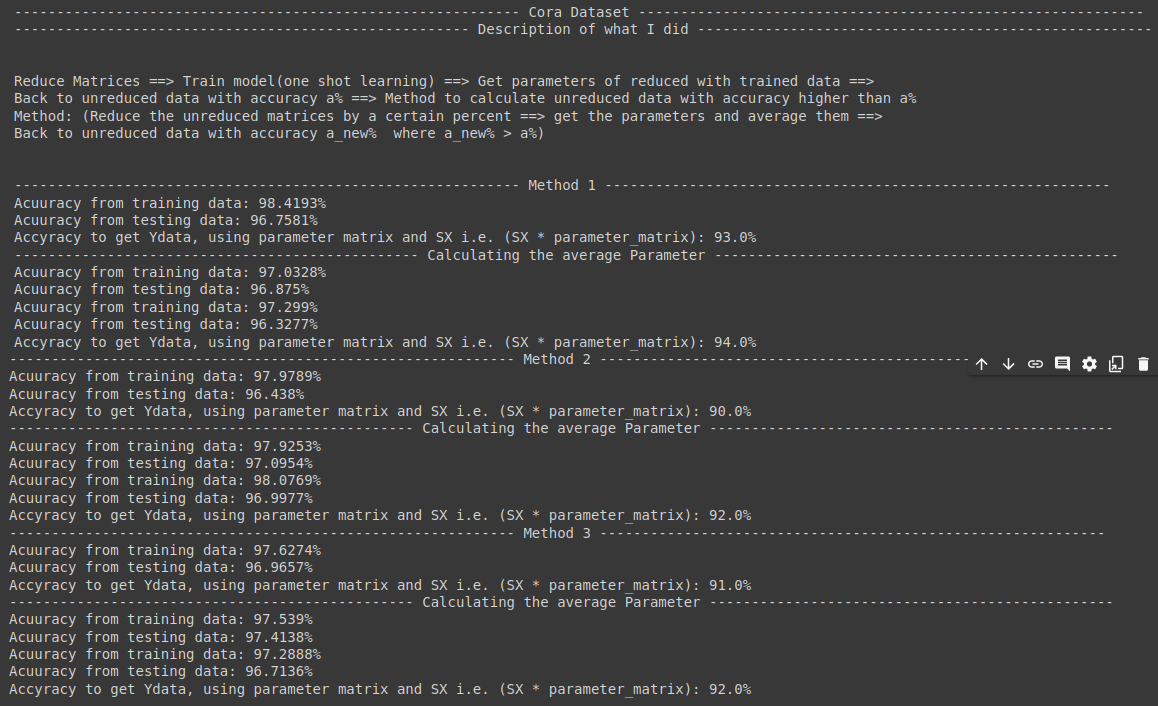 ------------------------------------------------------------ Cora Dataset ------------------------------------------------------------
------------------------------------------------------ Description of what I did ------------------------------------------------------
Reduce Matrices ==> Train model(one shot learning) ==> Get parameters of reduced with trained data ==>
Back to unreduced data with accuracy a% ==> Method to calculate unreduced data with accuracy higher than a%
Method: (Reduce the unreduced matrices by a certain percent ==> get the parameters and average them ==>
Back to unreduced data with accuracy a_new%  where a_new% > a%)
------------------------------------------------------------ Method 1 ------------------------------------------------------------
Acuuracy from training data: 98.4193%
Acuuracy from testing data: 96.7581%
Accyracy to get Ydata, using parameter matrix and SX i.e. (SX * parameter_matrix): 93.0%
------------------------------------------------ Calculating the average Parameter ------------------------------------------------
Acuuracy from training data: 97.0328%
Acuuracy from testing data: 96.875%
Acuuracy from training data: 97.299%
Acuuracy from testing data: 96.3277%
Accyracy to get Ydata, using parameter matrix and SX i.e. (SX * parameter_matrix): 94.0%
------------------------------------------------------------ Method 2 --------------------------------------------
Acuuracy from training data: 97.9789%
Acuuracy from testing data: 96.438%
Accyracy to get Ydata, using parameter matrix and SX i.e. (SX * parameter_matrix): 90.0%
------------------------------------------------ Calculating the average Parameter ------------------------------------------------
Acuuracy from training data: 97.9253%
Acuuracy from testing data: 97.0954%
Acuuracy from training data: 98.0769%
Acuuracy from testing data: 96.9977%
Accyracy to get Ydata, using parameter matrix and SX i.e. (SX * parameter_matrix): 92.0%
------------------------------------------------------------ Method 3 ------------------------------------------------------------
Acuuracy from training data: 97.6274%
Acuuracy from testing data: 96.9657%
Accyracy to get Ydata, using parameter matrix and SX i.e. (SX * parameter_matrix): 91.0%
------------------------------------------------ Calculating the average Parameter ------------------------------------------------
Acuuracy from training data: 97.539%
Acuuracy from testing data: 97.4138%
Acuuracy from training data: 97.2888%
Acuuracy from testing data: 96.7136%
Accyracy to get Ydata, using parameter matrix and SX i.e. (SX * parameter_matrix): 92.0%